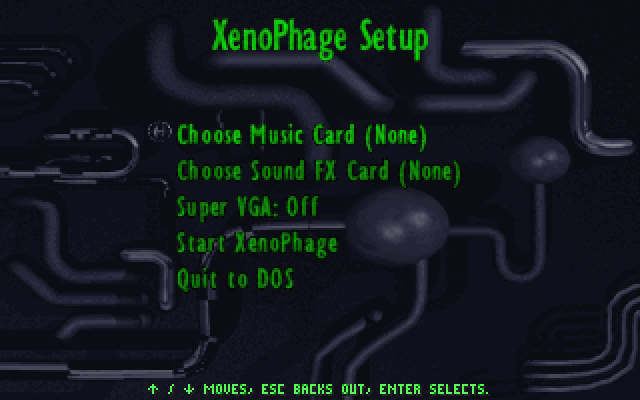 XenoPhage Setup
Choose Music Card (None)
Choose Sound FX Card (None)
Super VGA: Off
Start XenoPhage
Quit to DOS
↑ / ↓ MOVES, ESC BACKS OUT, ENTER SELECTS.